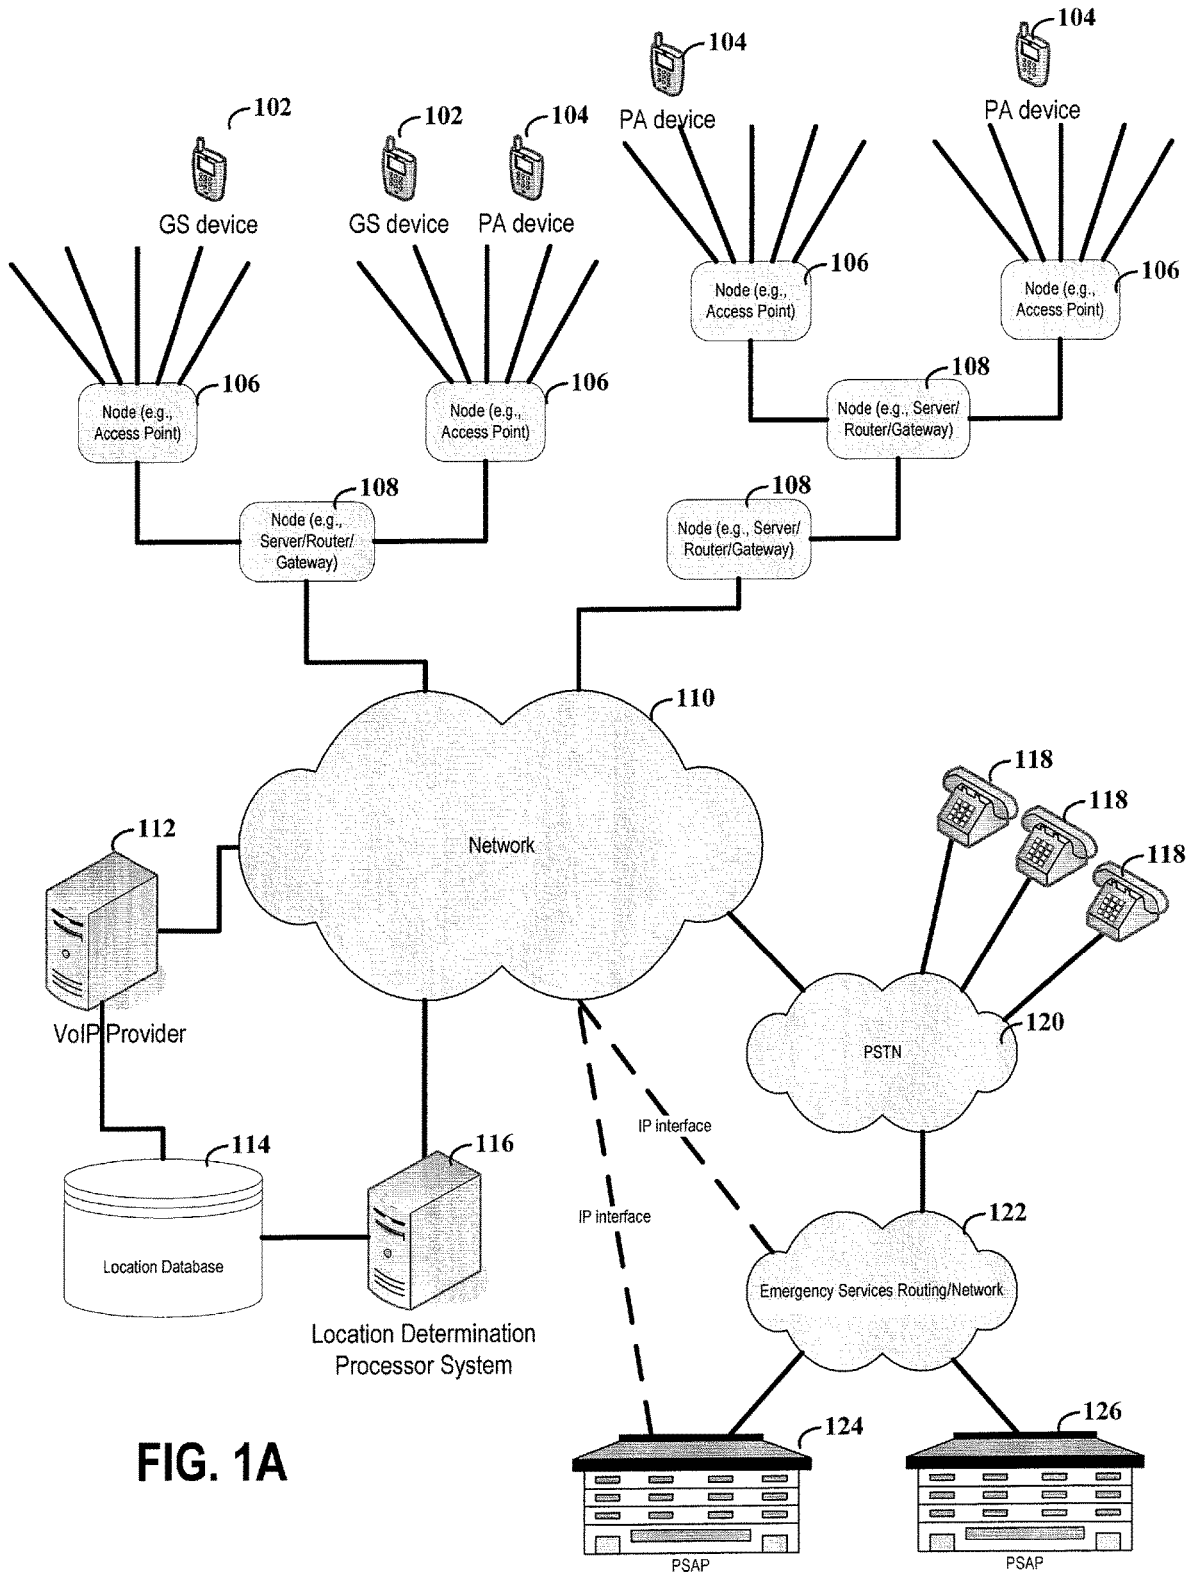 104
104
PA device
PA device
102
102
104
GS device
GS device
PA device
106
106
Node (e.g.,
Access Point)
Node (e.g.,
Access Point)
108
106
106
Node (e.g., Server/
Router/Gateway)
Node (e.g.,
Access Point)
Node (e.g.,
Access Point)
108
108
Node (e.g.,
Server/Router/
Gateway)
Node (e.g., Server/
Router/Gateway)
110
118
118
118
112
Network
VoIP Provider
120
PSTN
IP interface
114
116
IP interface
122
Location Database
Emergency Services Routing/Network
Location Determination
Processor System
124
126
FIG. 1A
PSAP
PSAP